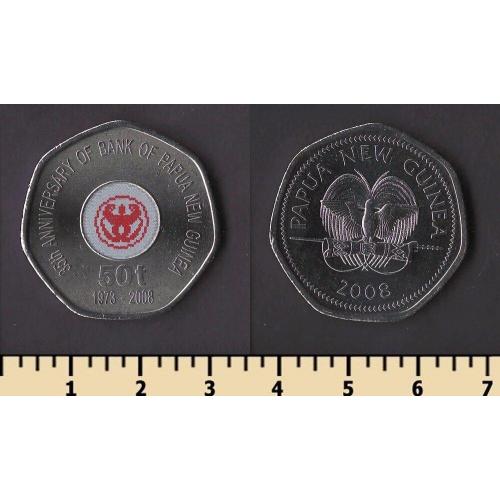 35th ANNIVERSARY OF BANK OF PAPUA NEW GUINEA
50t
1973 - 2008
PAPUA NEW GUINEA
2008
1 2 3 4 5 6 7